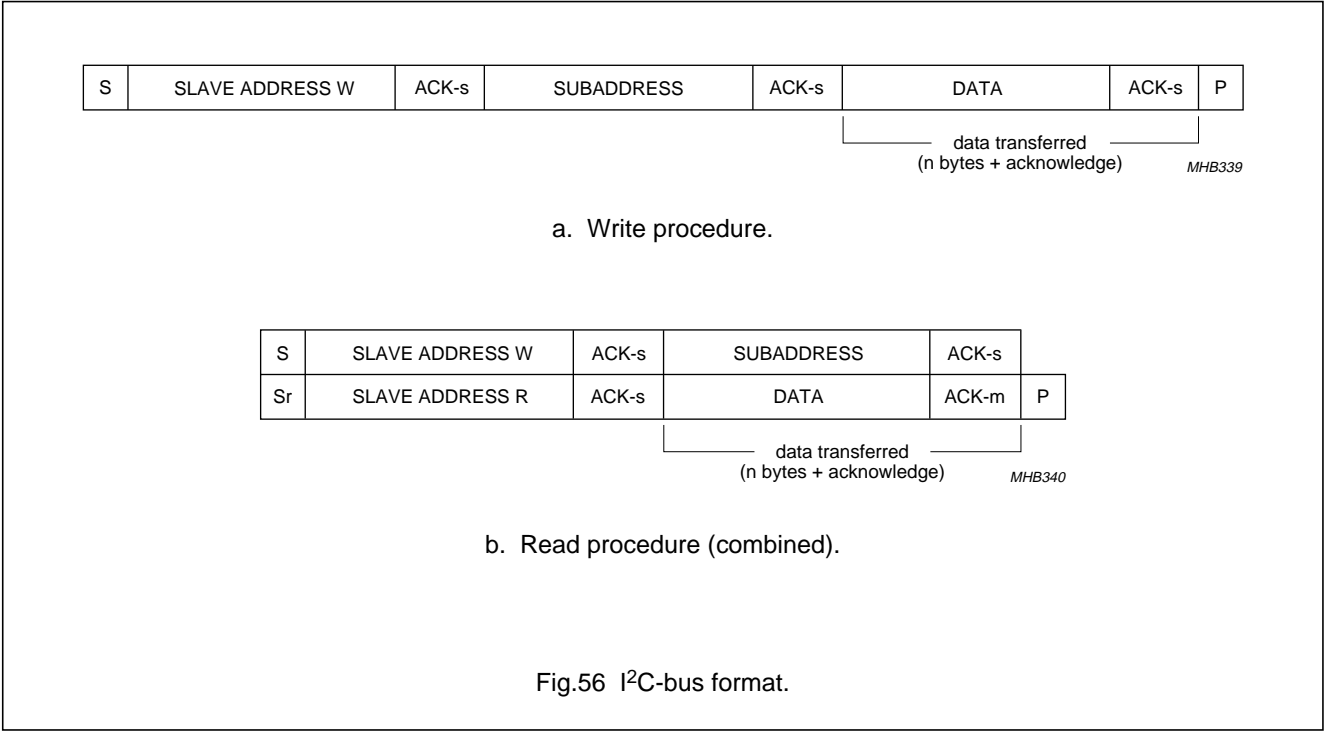 S SLAVE ADDRESS W ACK-s SUBADDRESS ACK-s DATA ACK-s P
data transferred
(n bytes + acknowledge)
MHB339
a. Write procedure.
S SLAVE ADDRESS W ACK-s SUBADDRESS ACK-s
Sr SLAVE ADDRESS R ACK-s DATA ACK-m P
data transferred
(n bytes + acknowledge)
MHB340
b. Read procedure (combined).
Fig.56 I²C-bus format.